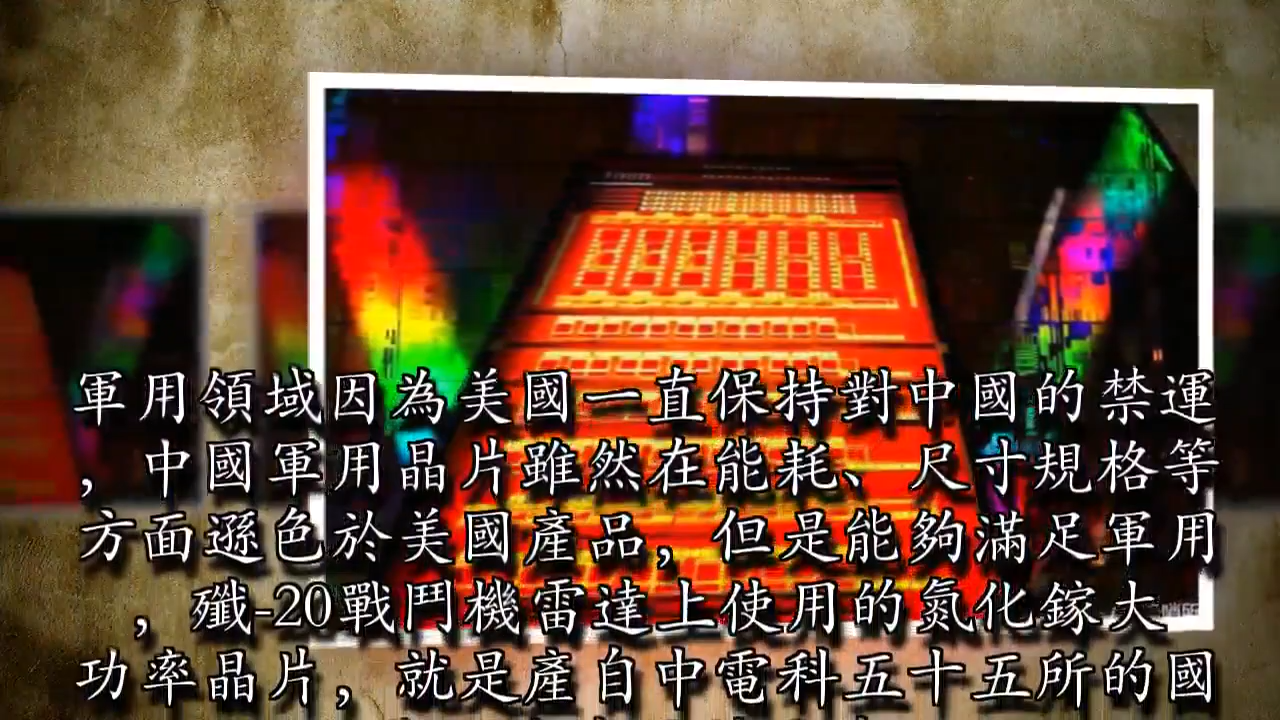 軍用領域因為美國一直保持對中國的禁運
，中國軍用晶片雖然在能耗、尺寸規格等
方面遜色於美國產品，但是能夠滿足軍用
，殲-20戰鬥機雷達上使用的氮化鎵大
功率晶片，就是產自中電科五十五所的國